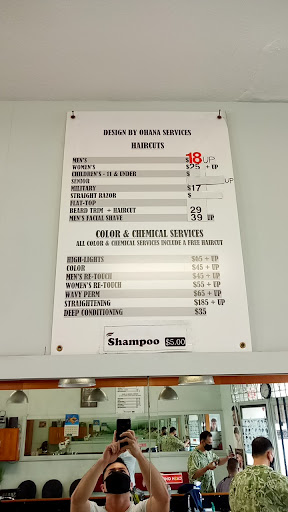 DESIGN BY OHANA SERVICES
HAIRCUTS
MEN'S $18 UP
WOMEN'S $25 + UP
CHILDREN'S - 11 & UNDER $
SENIOR UP
MILITARY $17
STRAIGHT RAZOR $
FLAT-TOP
BEARD TRIM + HAIRCUT 29
MEN'S FACIAL SHAVE 39 UP
COLOR & CHEMICAL SERVICES
ALL COLOR & CHEMICAL SERVICES INCLUDE A FREE HAIRCUT
HIGH-LIGHTS $65 + UP
COLOR $45 + UP
MEN'S RE-TOUCH $45 + UP
WOMEN'S RE-TOUCH $55 + UP
WAVY PERM $65 + UP
STRAIGHTENING $185 + UP
DEEP CONDITIONING $35
Shampoo $5.00